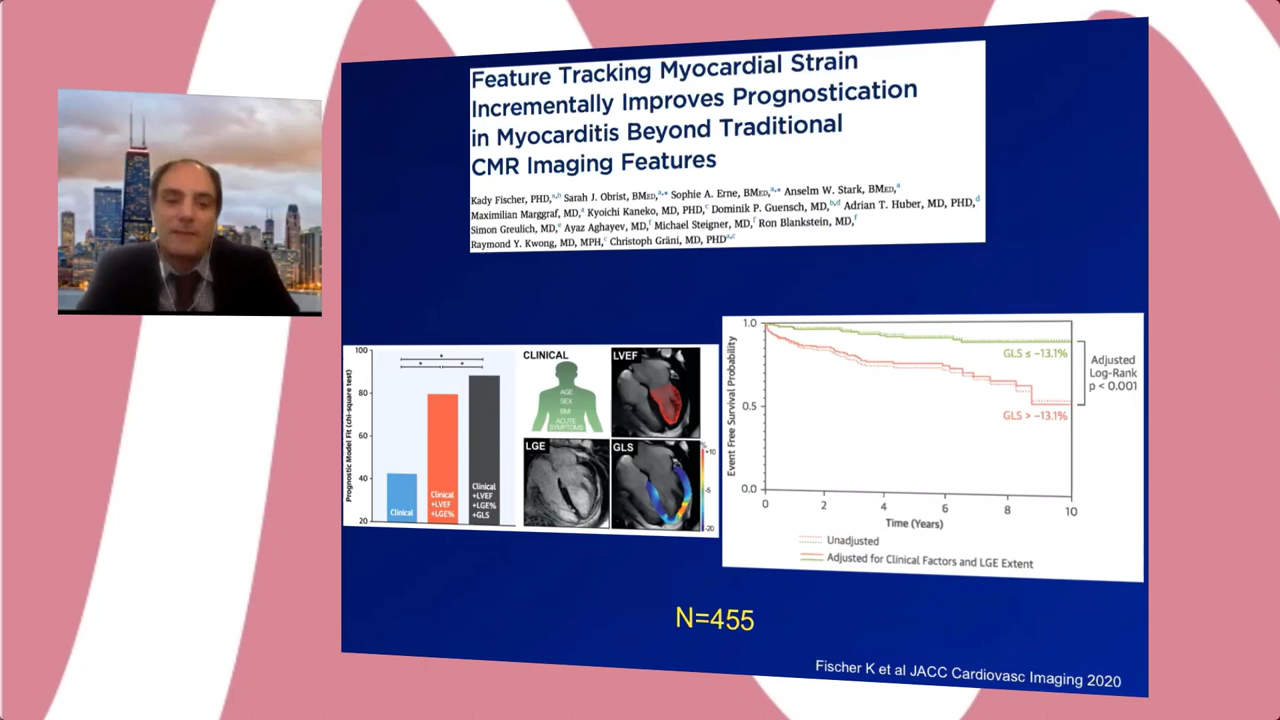 Feature Tracking Myocardial Strain
Incrementally Improves Prognostication
in Myocarditis Beyond Traditional
CMR Imaging Features
Kady Fischer, PHD,a,b Sarah J. Obrist, BMED,a,* Sophie A. Erne, BMED,a,* Anselm W. Stark, BMED,a
Maximilian Marggraf, MD,a Kyoichi Kaneko, MD, PHD,c Dominik P. Guensch, MD,b,d Adrian T. Huber, MD, PHD,d
Simon Greulich, MD,e Ayaz Aghayev, MD,f Michael Steigner, MD,f Ron Blankstein, MD,f
Raymond Y. Kwong, MD, MPH,c Christoph Gräni, MD, PHDa,c
Prognostic Model Fit (chi-square test)
100
80
60
40
20
*
* *
Clinical
Clinical
+LVEF
+LGE%
Clinical
+LVEF
+LGE%
+GLS
CLINICAL
AGE
SEX
BMI
ACUTE
SYMPTOMS
LVEF
LGE
GLS
%
+10
-5
-20
Event Free Survival Probability
1.0
0.5
0.0
0 2 4 6 8 10
Time (Years)
GLS ≤ −13.1%
GLS > −13.1%
Adjusted
Log-Rank
p < 0.001
Unadjusted
Adjusted for Clinical Factors and LGE Extent
N=455
Fischer K et al JACC Cardiovasc Imaging 2020